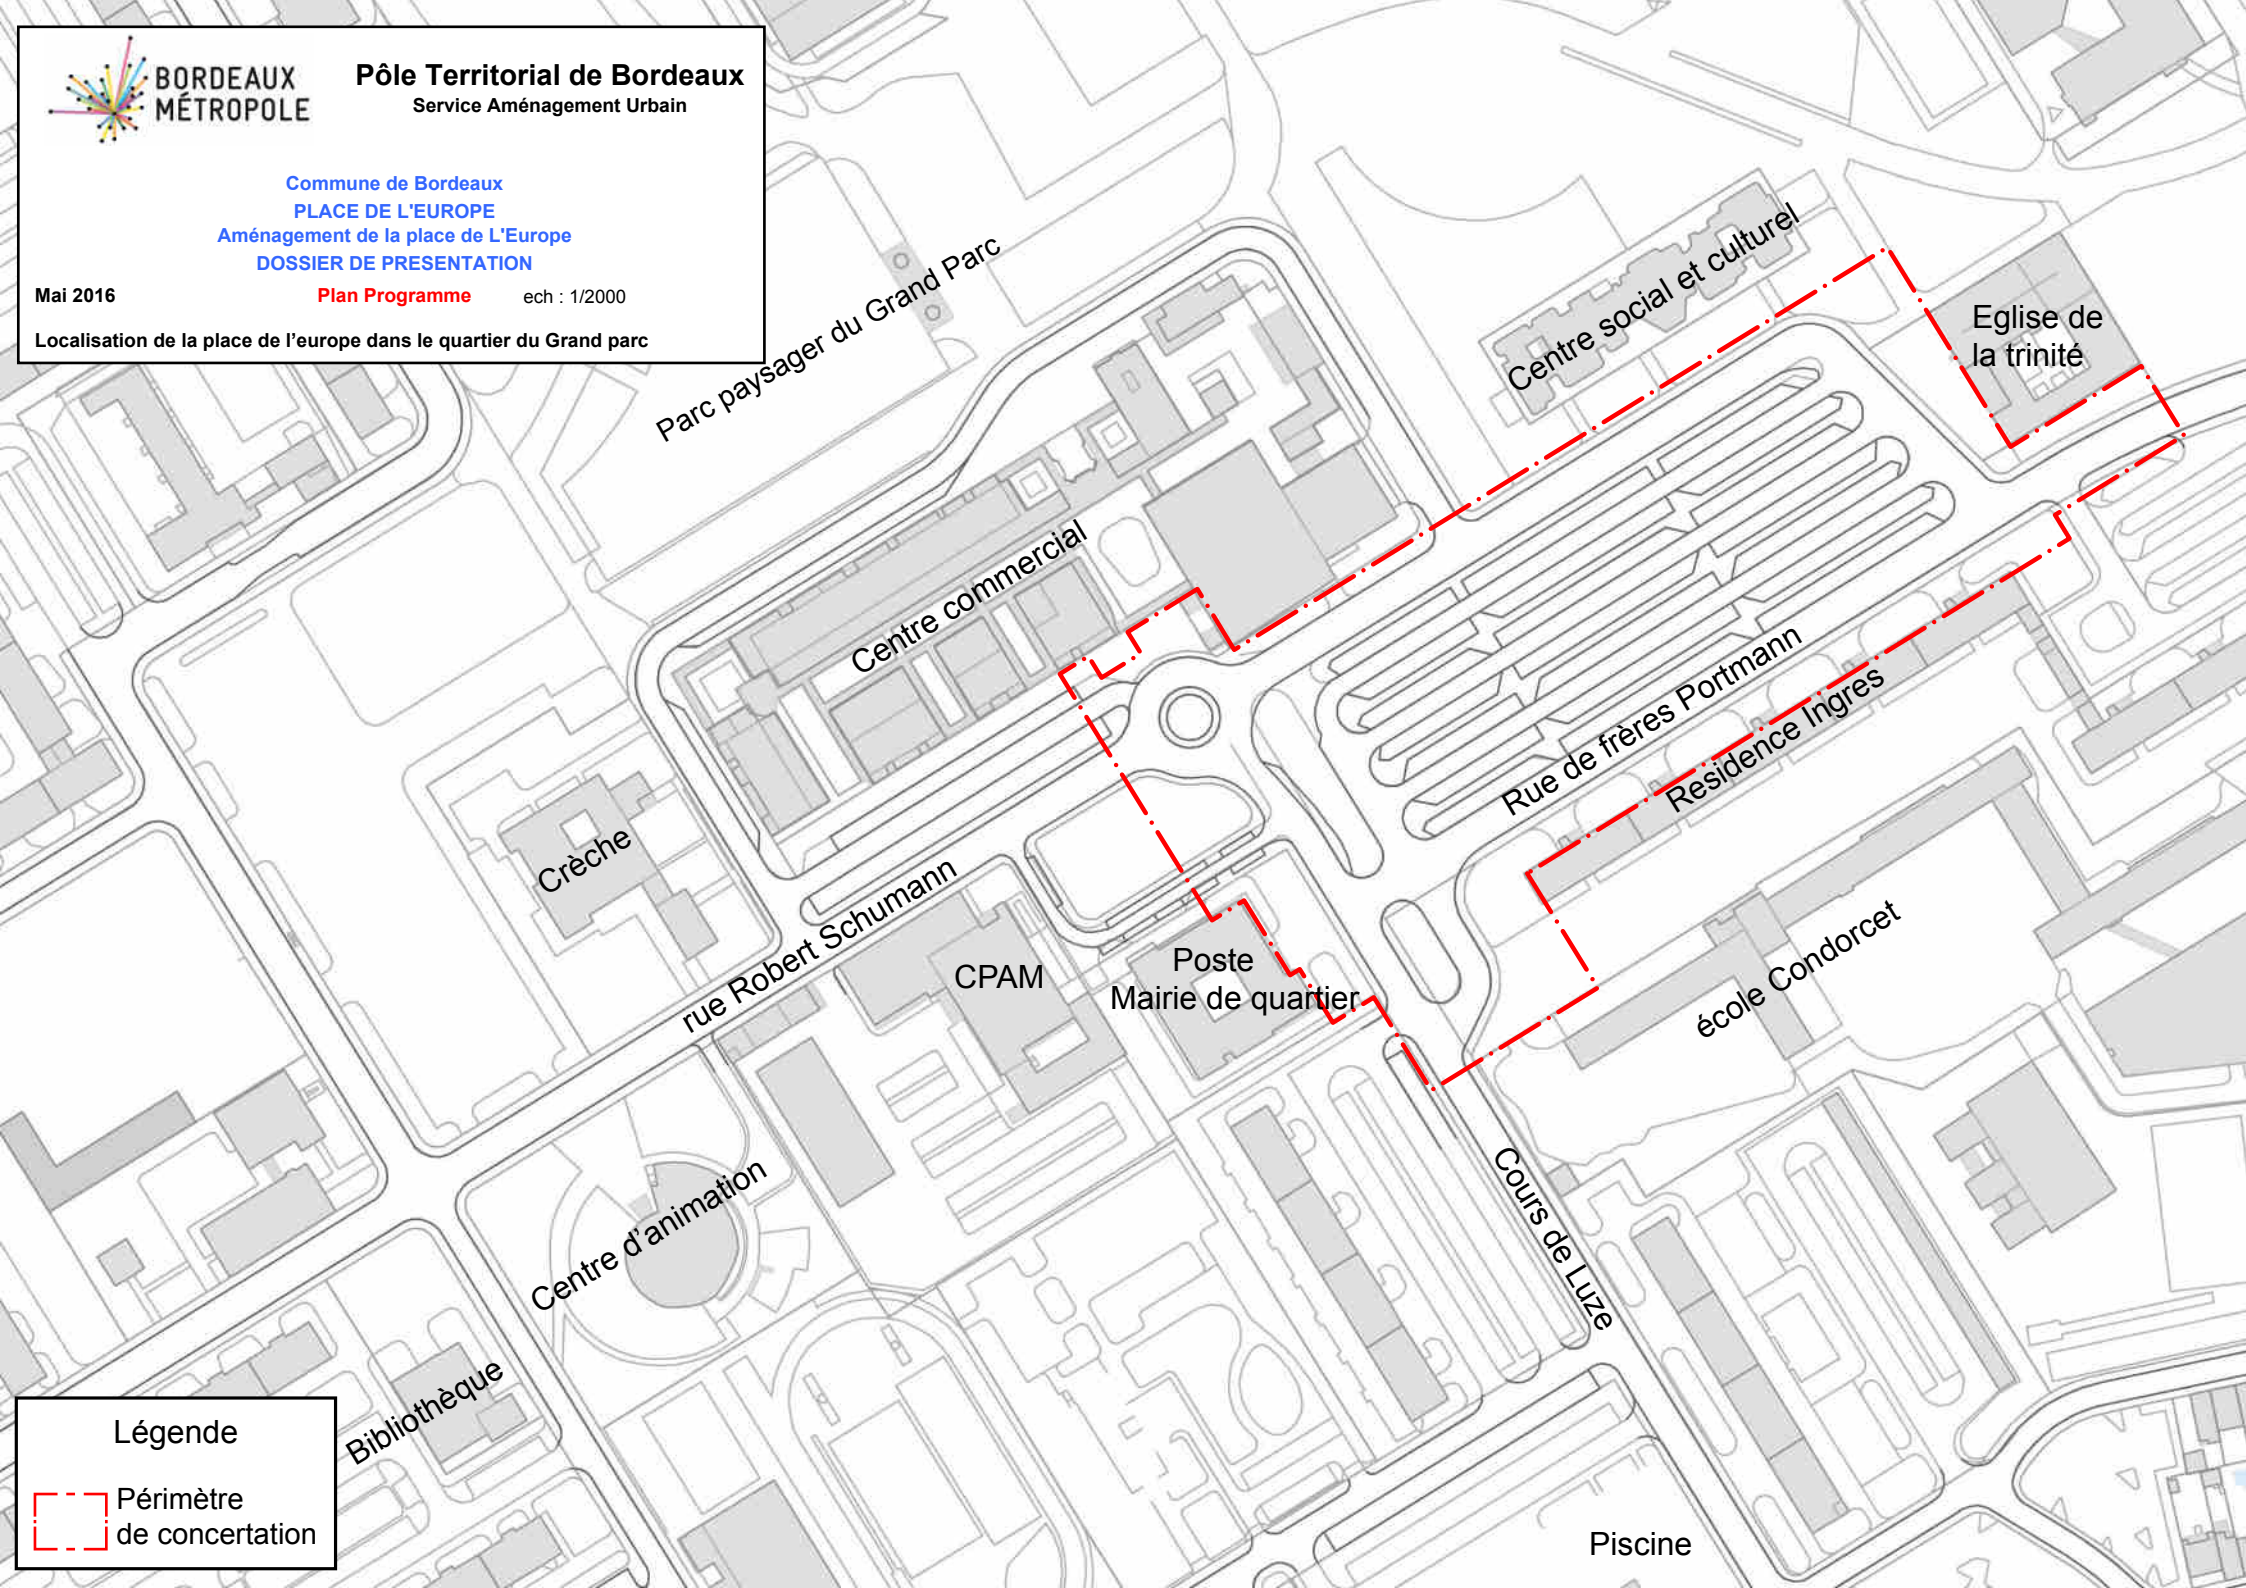 BORDEAUX
MÉTROPOLE
Pôle Territorial de Bordeaux
Service Aménagement Urbain
Commune de Bordeaux
PLACE DE L'EUROPE
Aménagement de la place de L'Europe
DOSSIER DE PRESENTATION
Mai 2016 Plan Programme ech : 1/2000
Localisation de la place de l'europe dans le quartier du Grand parc
Parc paysager du Grand Parc
Centre social et culturel
Eglise de
la trinité
Centre commercial
Rue de frères Portmann
Residence Ingres
Crèche
rue Robert Schumann
CPAM
Poste
Mairie de quartier
école Condorcet
Centre d'animation
Cours de Luze
Bibliothèque
Piscine
Légende
Périmètre
de concertation